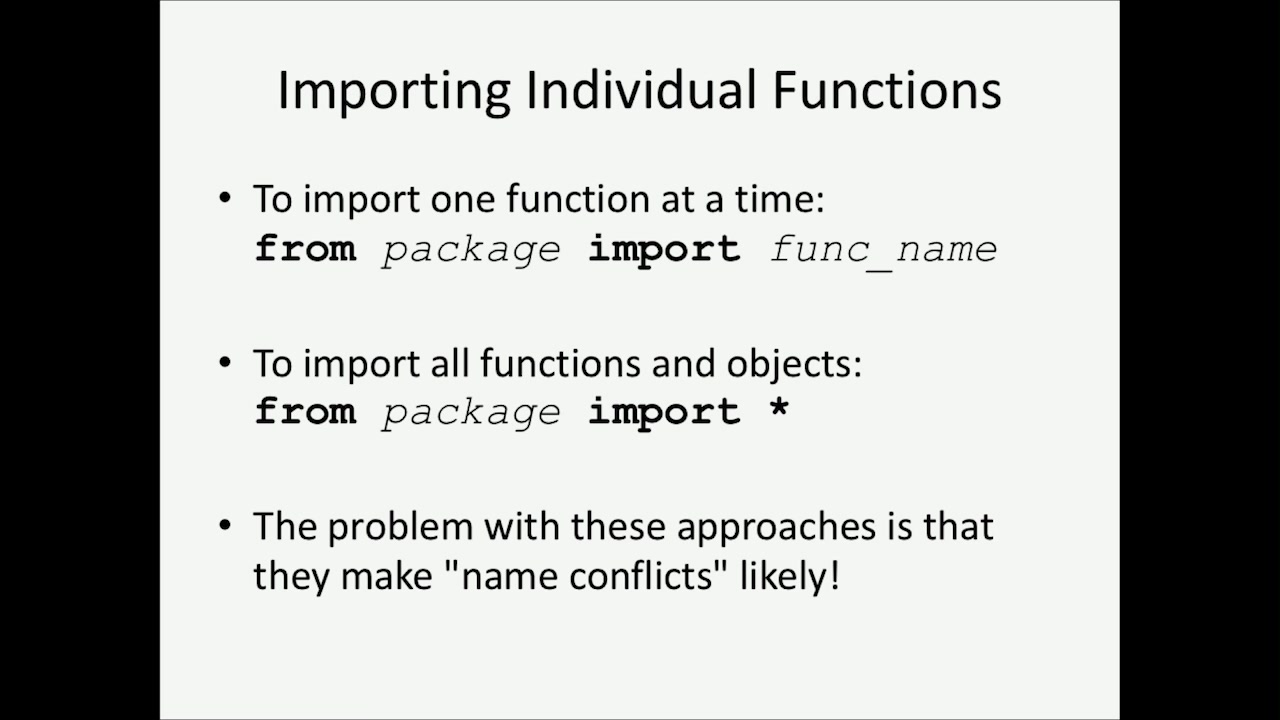 Importing Individual Functions
• To import one function at a time:
from package import func_name
• To import all functions and objects:
from package import *
• The problem with these approaches is that
they make "name conflicts" likely!